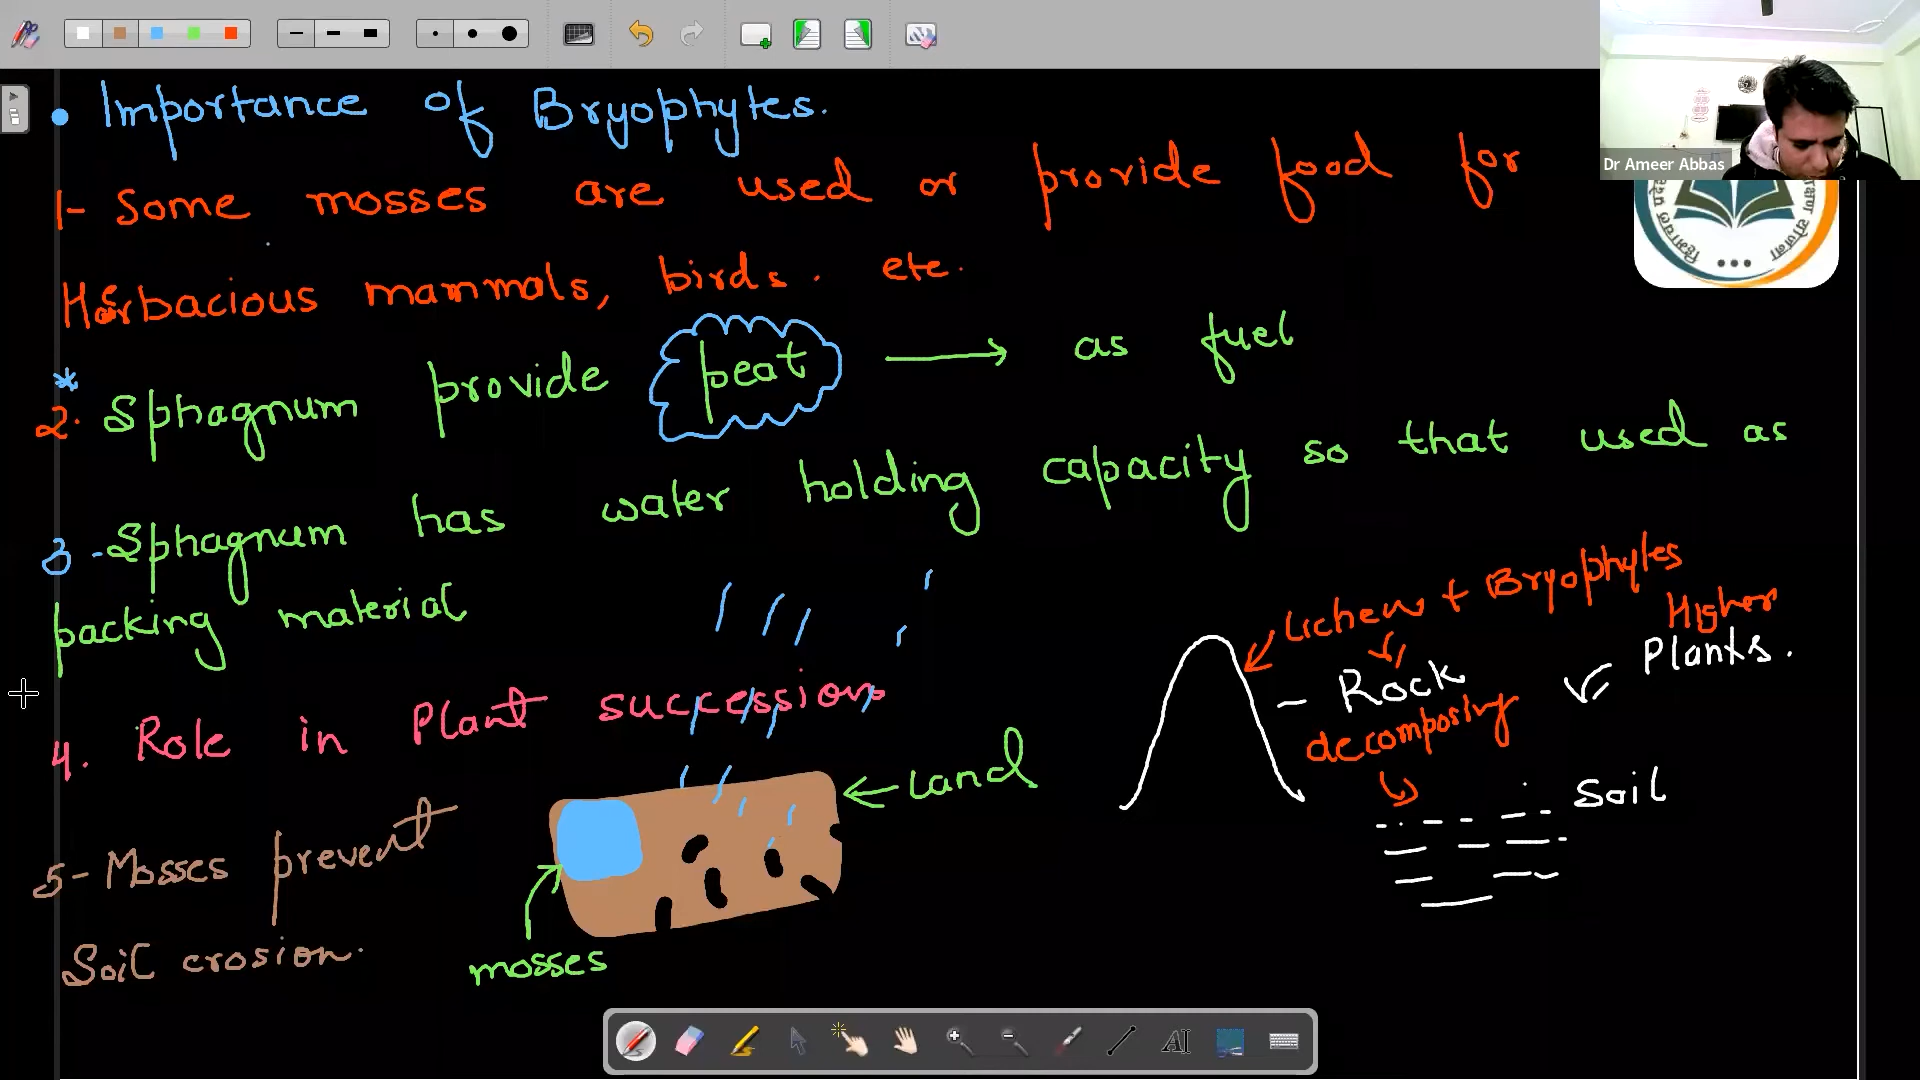 Dr Ameer Abbas
• Importance of Bryophytes.
1- Some mosses are used or provide food for
Herbacious mammals, birds. etc.
* 2. Sphagnum provide peat → as fuel
3 - Sphagnum has water holding capacity so that used as
packing material
4. Role in Plant succession
5- Mosses prevent
Soil erosion.
← Land
mosses
Lichens + Bryophytes
- Rock
Higher
Plants.
decomposing
Soil